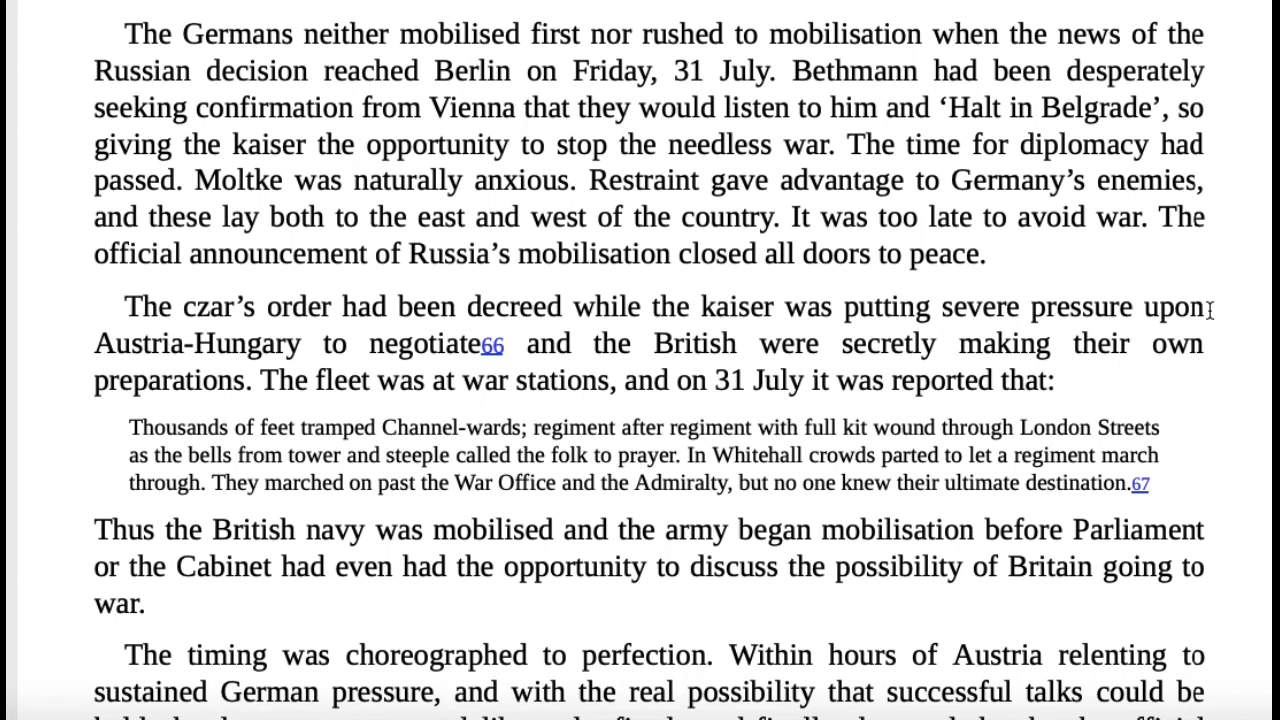 The Germans neither mobilised first nor rushed to mobilisation when the news of the
Russian decision reached Berlin on Friday, 31 July. Bethmann had been desperately
seeking confirmation from Vienna that they would listen to him and ‘Halt in Belgrade’, so
giving the kaiser the opportunity to stop the needless war. The time for diplomacy had
passed. Moltke was naturally anxious. Restraint gave advantage to Germany’s enemies,
and these lay both to the east and west of the country. It was too late to avoid war. The
official announcement of Russia’s mobilisation closed all doors to peace.
The czar’s order had been decreed while the kaiser was putting severe pressure upon
Austria-Hungary to negotiate66 and the British were secretly making their own
preparations. The fleet was at war stations, and on 31 July it was reported that:
Thousands of feet tramped Channel-wards; regiment after regiment with full kit wound through London Streets
as the bells from tower and steeple called the folk to prayer. In Whitehall crowds parted to let a regiment march
through. They marched on past the War Office and the Admiralty, but no one knew their ultimate destination.67
Thus the British navy was mobilised and the army began mobilisation before Parliament
or the Cabinet had even had the opportunity to discuss the possibility of Britain going to
war.
The timing was choreographed to perfection. Within hours of Austria relenting to
sustained German pressure, and with the real possibility that successful talks could be